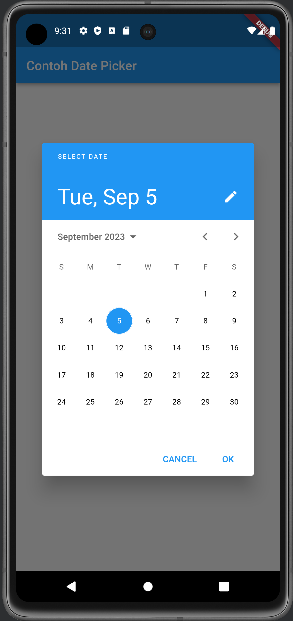 9:31
DEBUG
Contoh Date Picker
SELECT DATE
Tue, Sep 5
September 2023
S M T W T F S
1 2
3 4 5 6 7 8 9
10 11 12 13 14 15 16
17 18 19 20 21 22 23
24 25 26 27 28 29 30
CANCEL OK